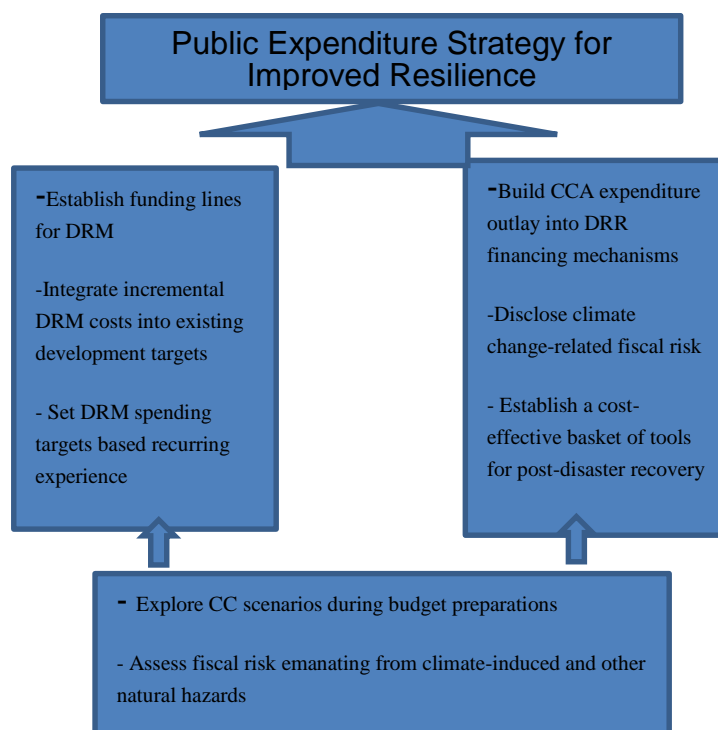 Public Expenditure Strategy for
Improved Resilience
-Establish funding lines
for DRM
-Integrate incremental
DRM costs into existing
development targets
- Set DRM spending
targets based recurring
experience
-Build CCA expenditure
outlay into DRR
financing mechanisms
-Disclose climate
change-related fiscal risk
- Establish a cost-
effective basket of tools
for post-disaster recovery
- Explore CC scenarios during budget preparations
- Assess fiscal risk emanating from climate-induced and other
natural hazards